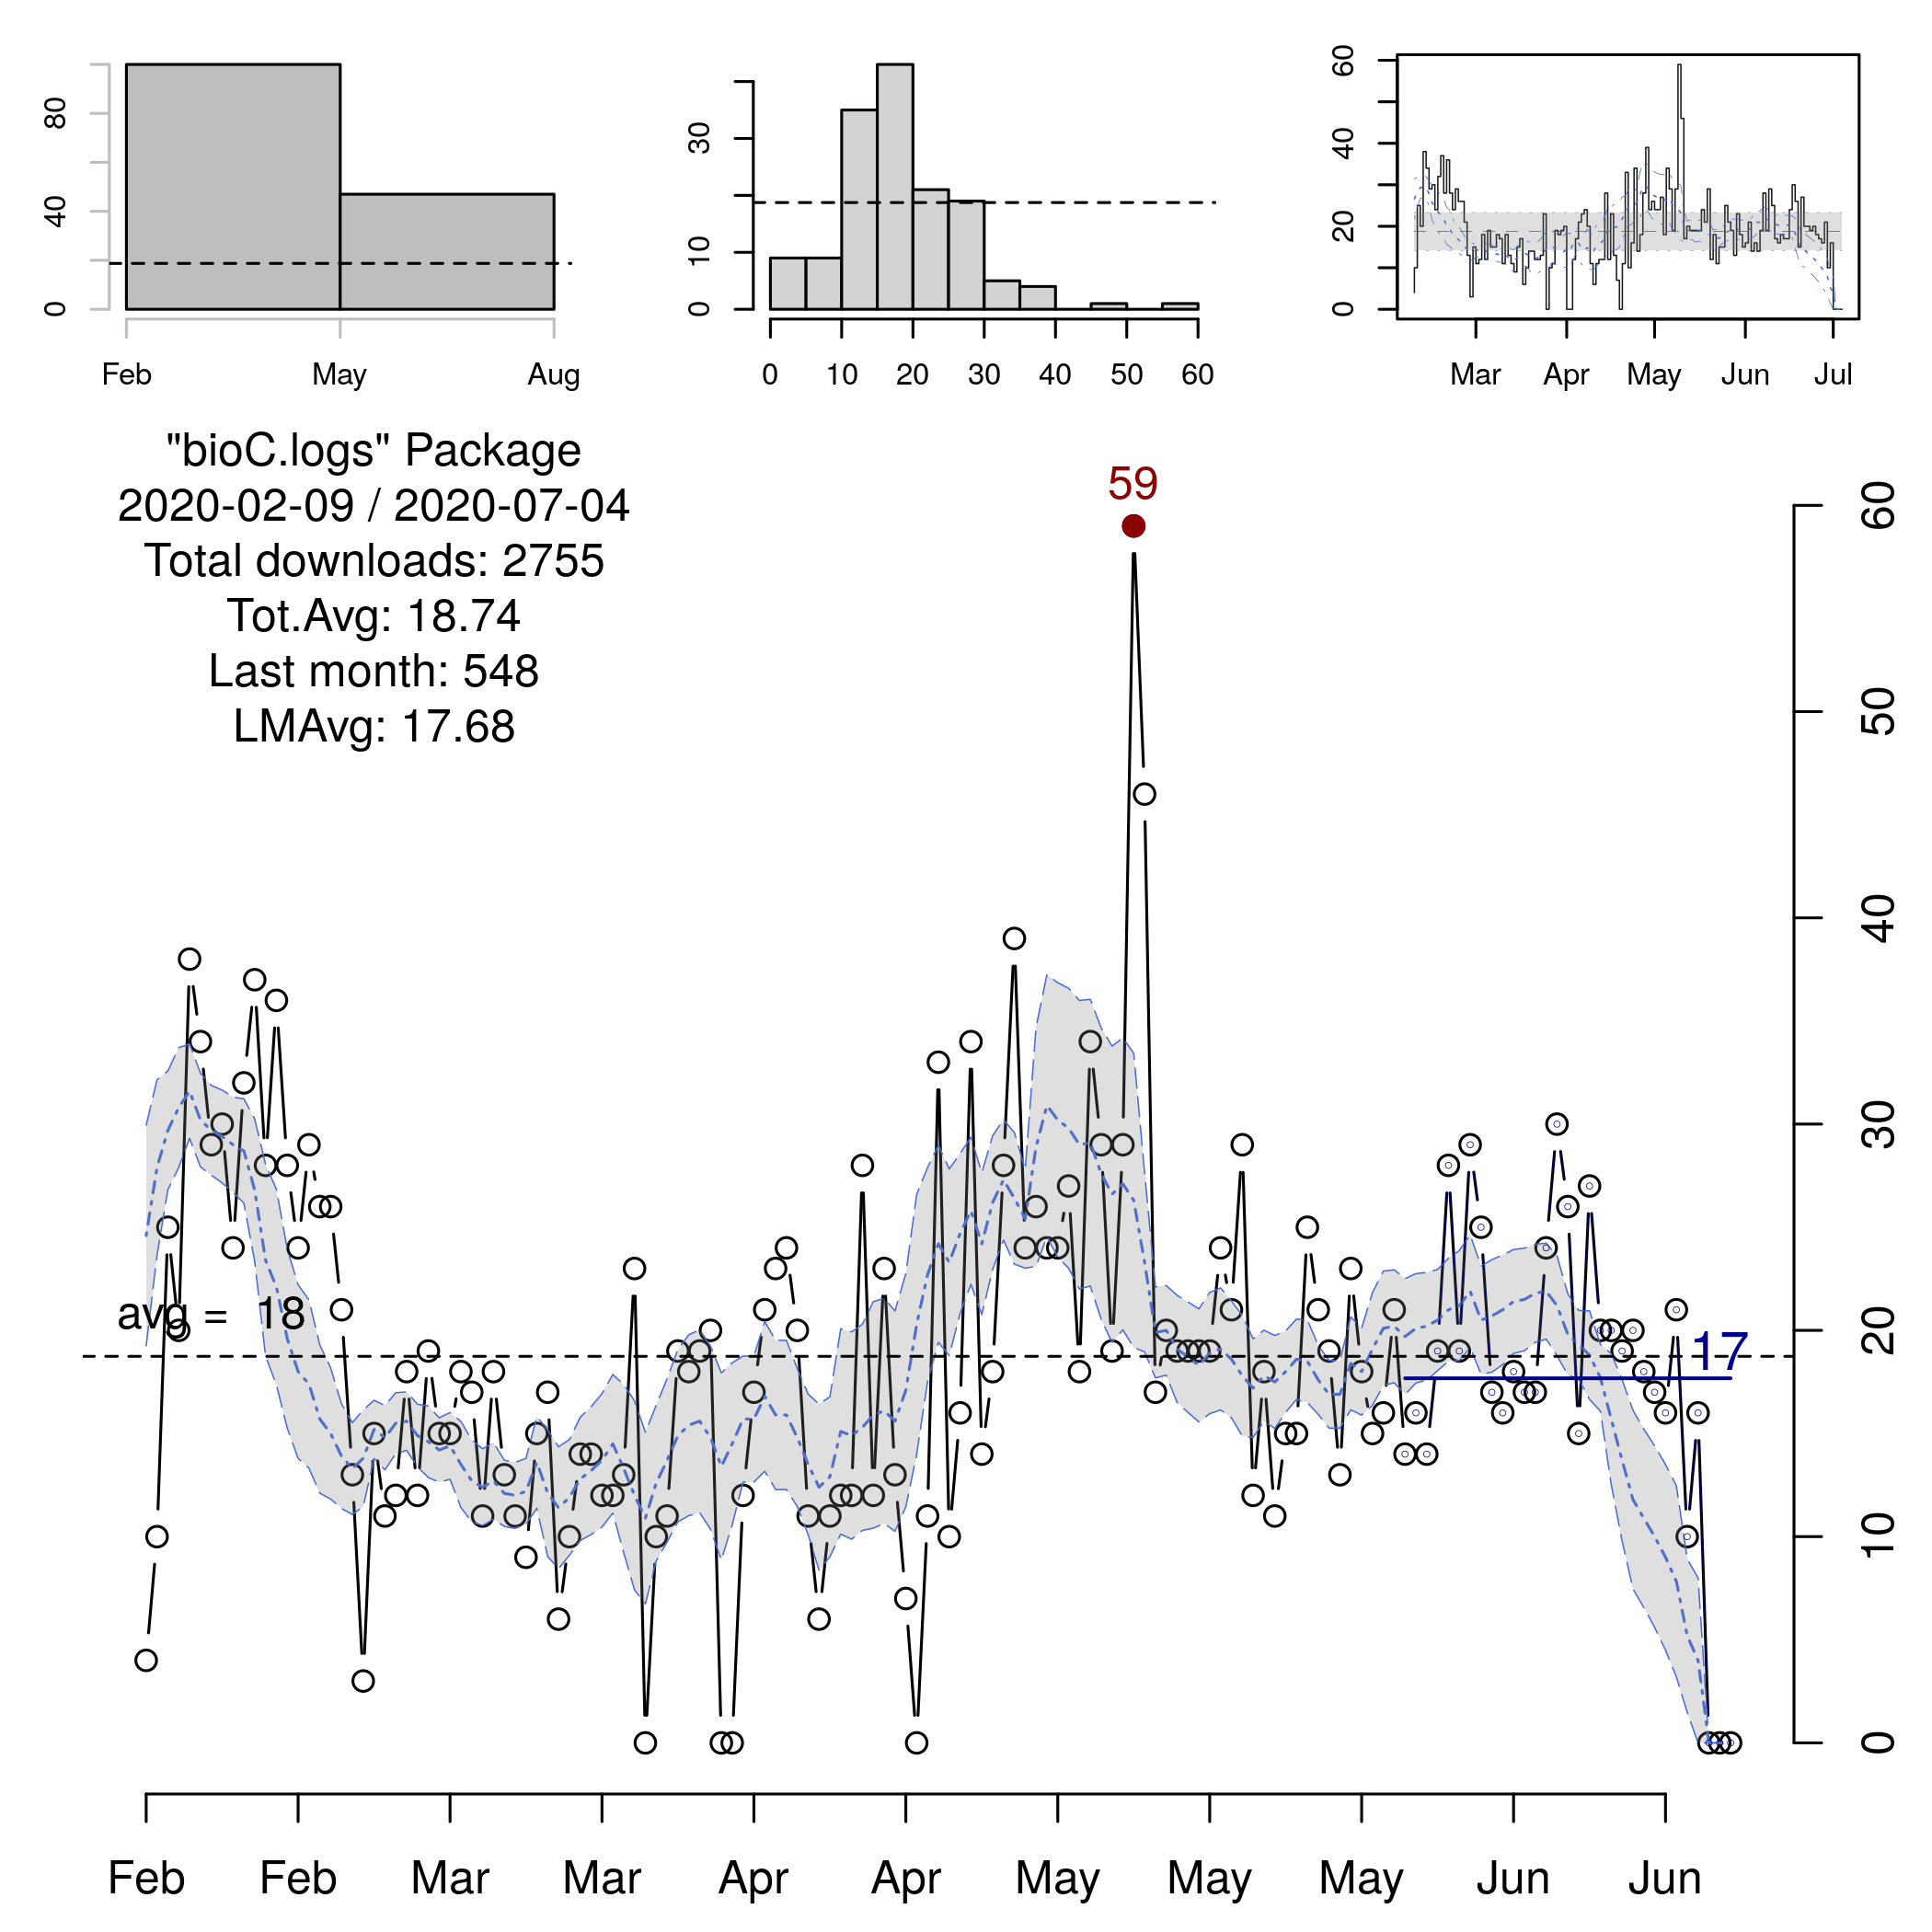 80
40
0
Feb May Aug
30
10
0
0 10 20 30 40 50 60
60
40
20
0
Mar Apr May Jun Jul
"bioC.logs" Package
2020-02-09 / 2020-07-04
Total downloads: 2755
Tot.Avg: 18.74
Last month: 548
LMAvg: 17.68
59
avg = 18
17
60
50
40
30
20
10
0
Feb Feb Mar Mar Apr Apr May May May Jun Jun